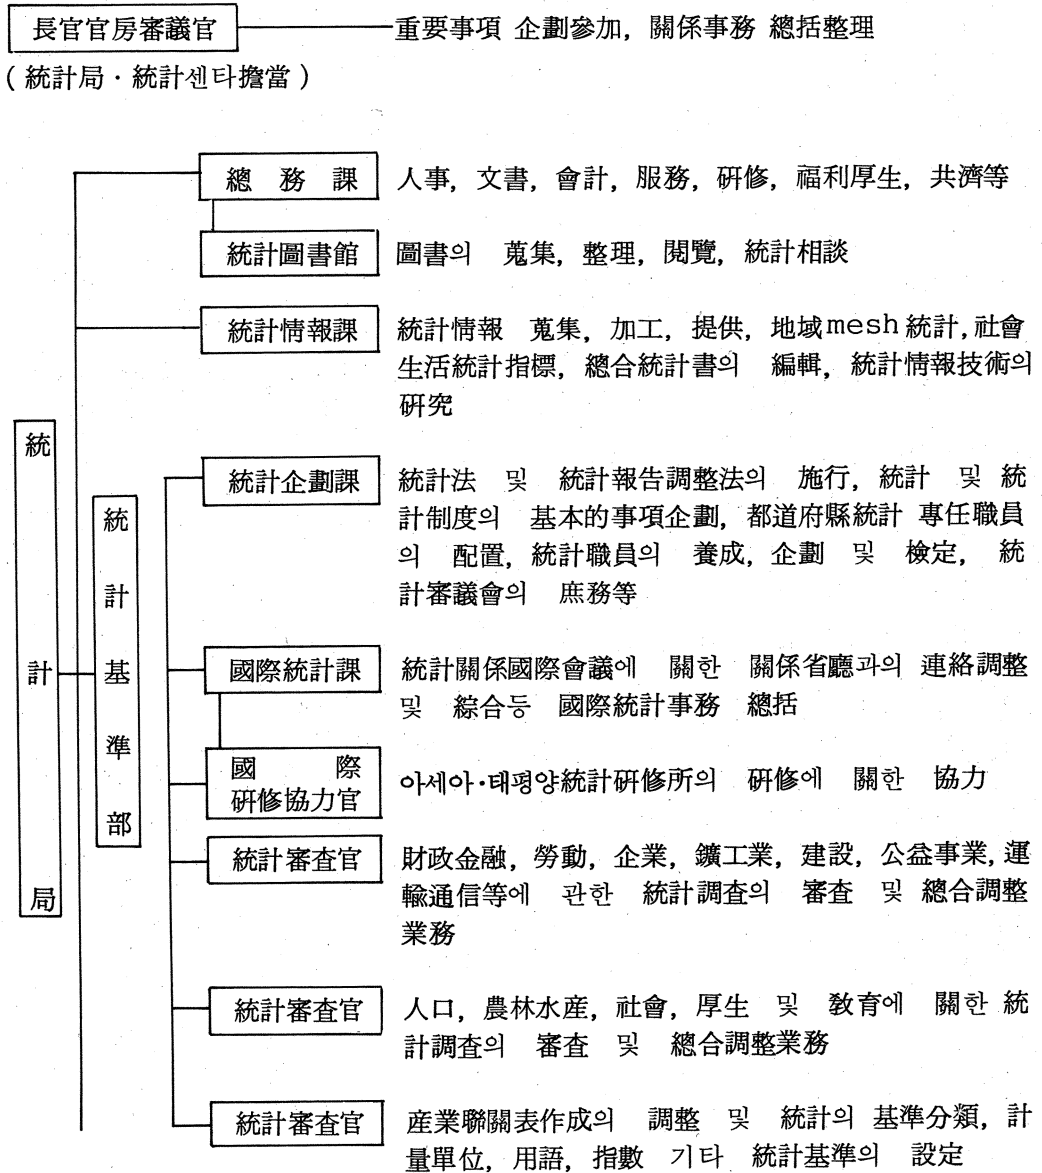 長官官房審議官 重要事項 企劃參加, 關係事務 總括整理
(統計局·統計센타擔當)
總務課 人事, 文書, 會計, 服務, 硏修, 福利厚生, 共濟等
統計圖書館 圖書의 蒐集, 整理, 閱覽, 統計相談
統計情報課 統計情報 蒐集, 加工, 提供, 地域mesh統計, 社會
生活統計指標, 總合統計書의 編輯, 統計情報技術의
硏究
統計局
統計基準部
統計企劃課 統計法 및 統計報告調整法의 施行, 統計 및 統
計制度의 基本的事項企劃, 都道府縣統計 專任職員
의 配置, 統計職員의 養成, 企劃 및 檢定, 統
計審議會의 庶務等
國際統計課 統計關係國際會議에 關한 關係省廳과의 連絡調整
및 綜合등 國際統計事務 總括
國際
硏修協力官 아세아·태평양統計硏修所의 硏修에 關한 協力
統計審査官 財政金融, 勞動, 企業, 鑛工業, 建設, 公益事業, 運
輸通信等에 관한 統計調査의 審査 및 總合調整
業務
統計審査官 人口, 農林水産, 社會, 厚生 및 敎育에 關한 統
計調査의 審査 및 總合調整業務
統計審査官 産業聯關表作成의 調整 및 統計의 基準分類, 計
量單位, 用語, 指數 기타 統計基準의 設定